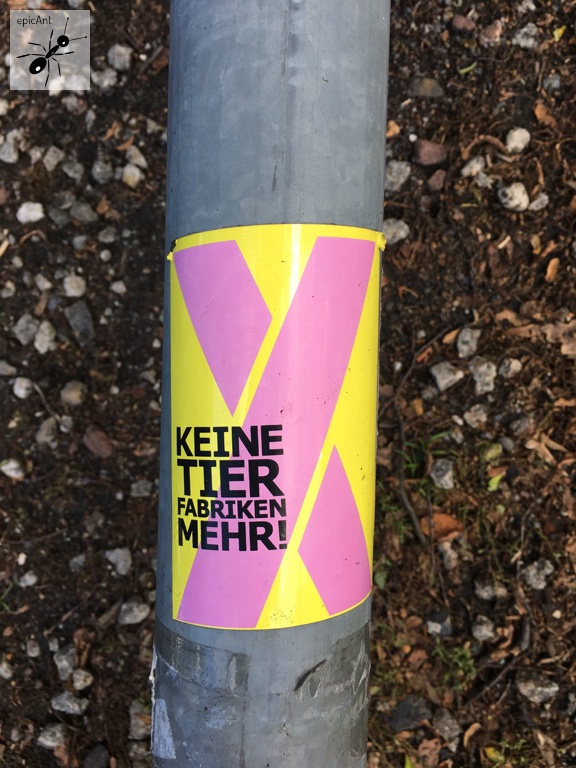 epicAnt
KEINE
TIER
FABRIKEN
MEHR!